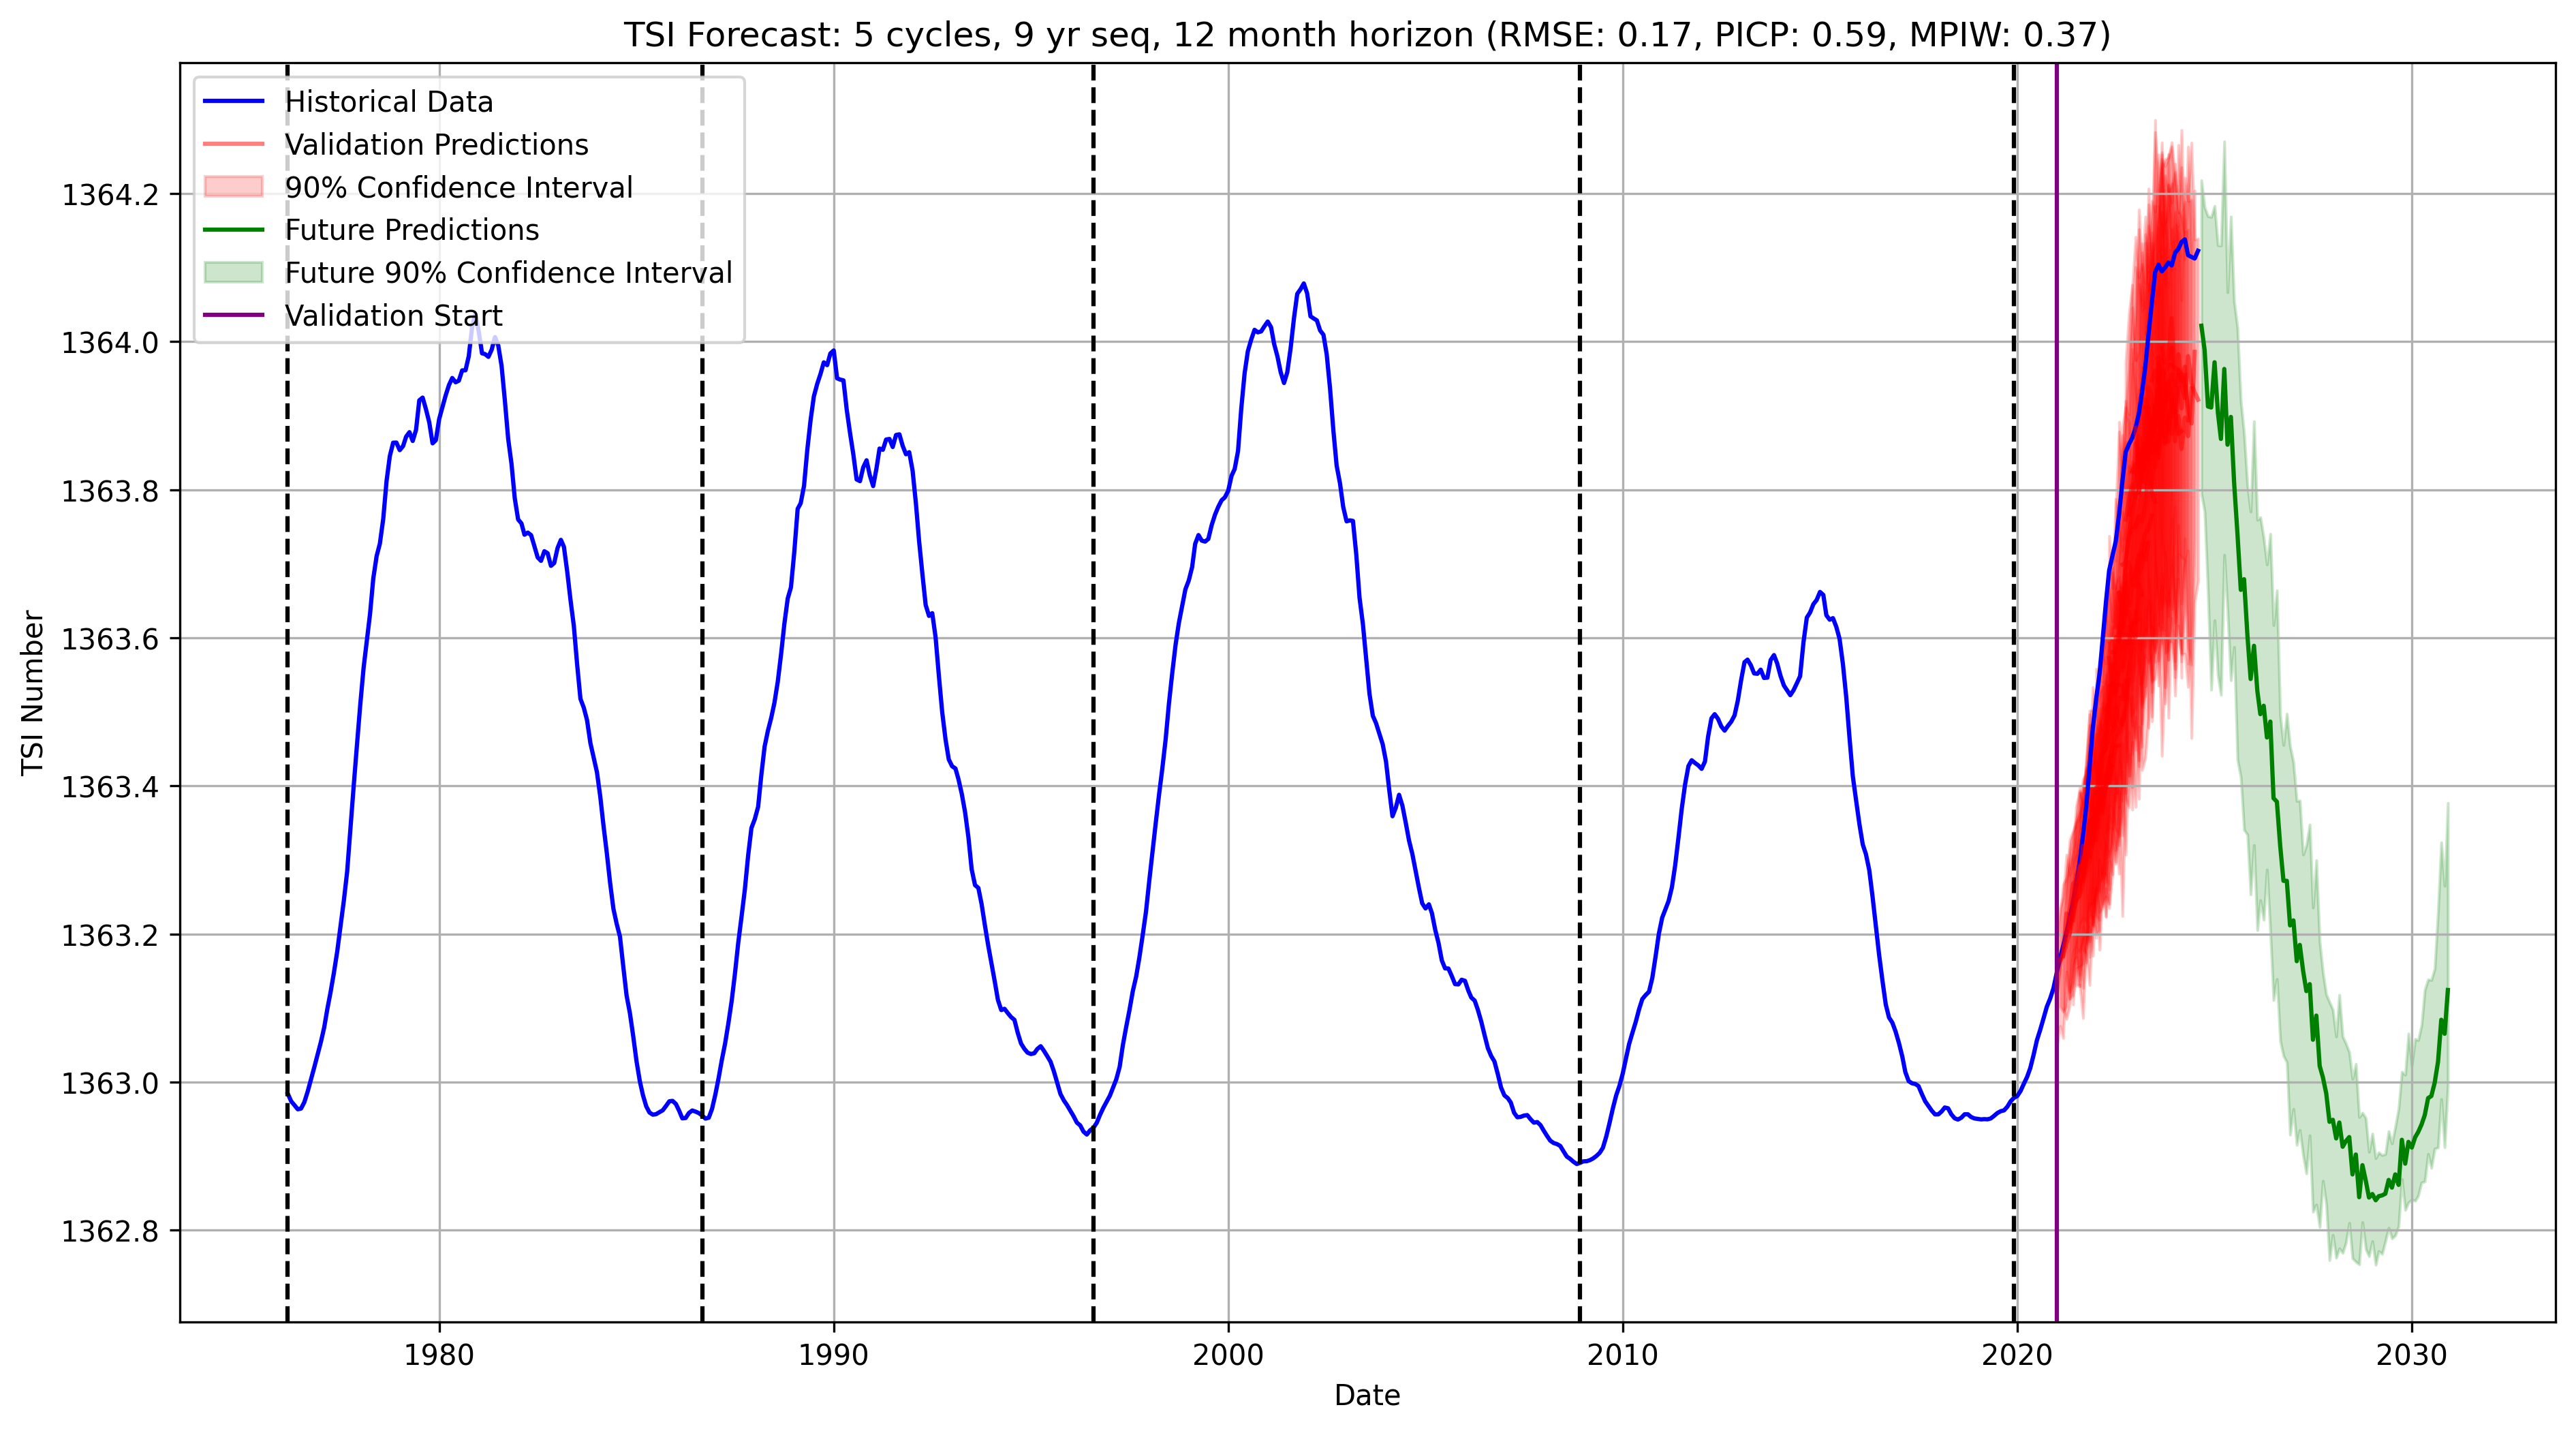 TSI Forecast: 5 cycles, 9 yr seq, 12 month horizon (RMSE: 0.17, PICP: 0.59, MPIW: 0.37)
Historical Data
Validation Predictions
90% Confidence Interval
Future Predictions
Future 90% Confidence Interval
Validation Start
TSI Number
1364.2
1364.0
1363.8
1363.6
1363.4
1363.2
1363.0
1362.8
1980
1990
2000
2010
2020
2030
Date